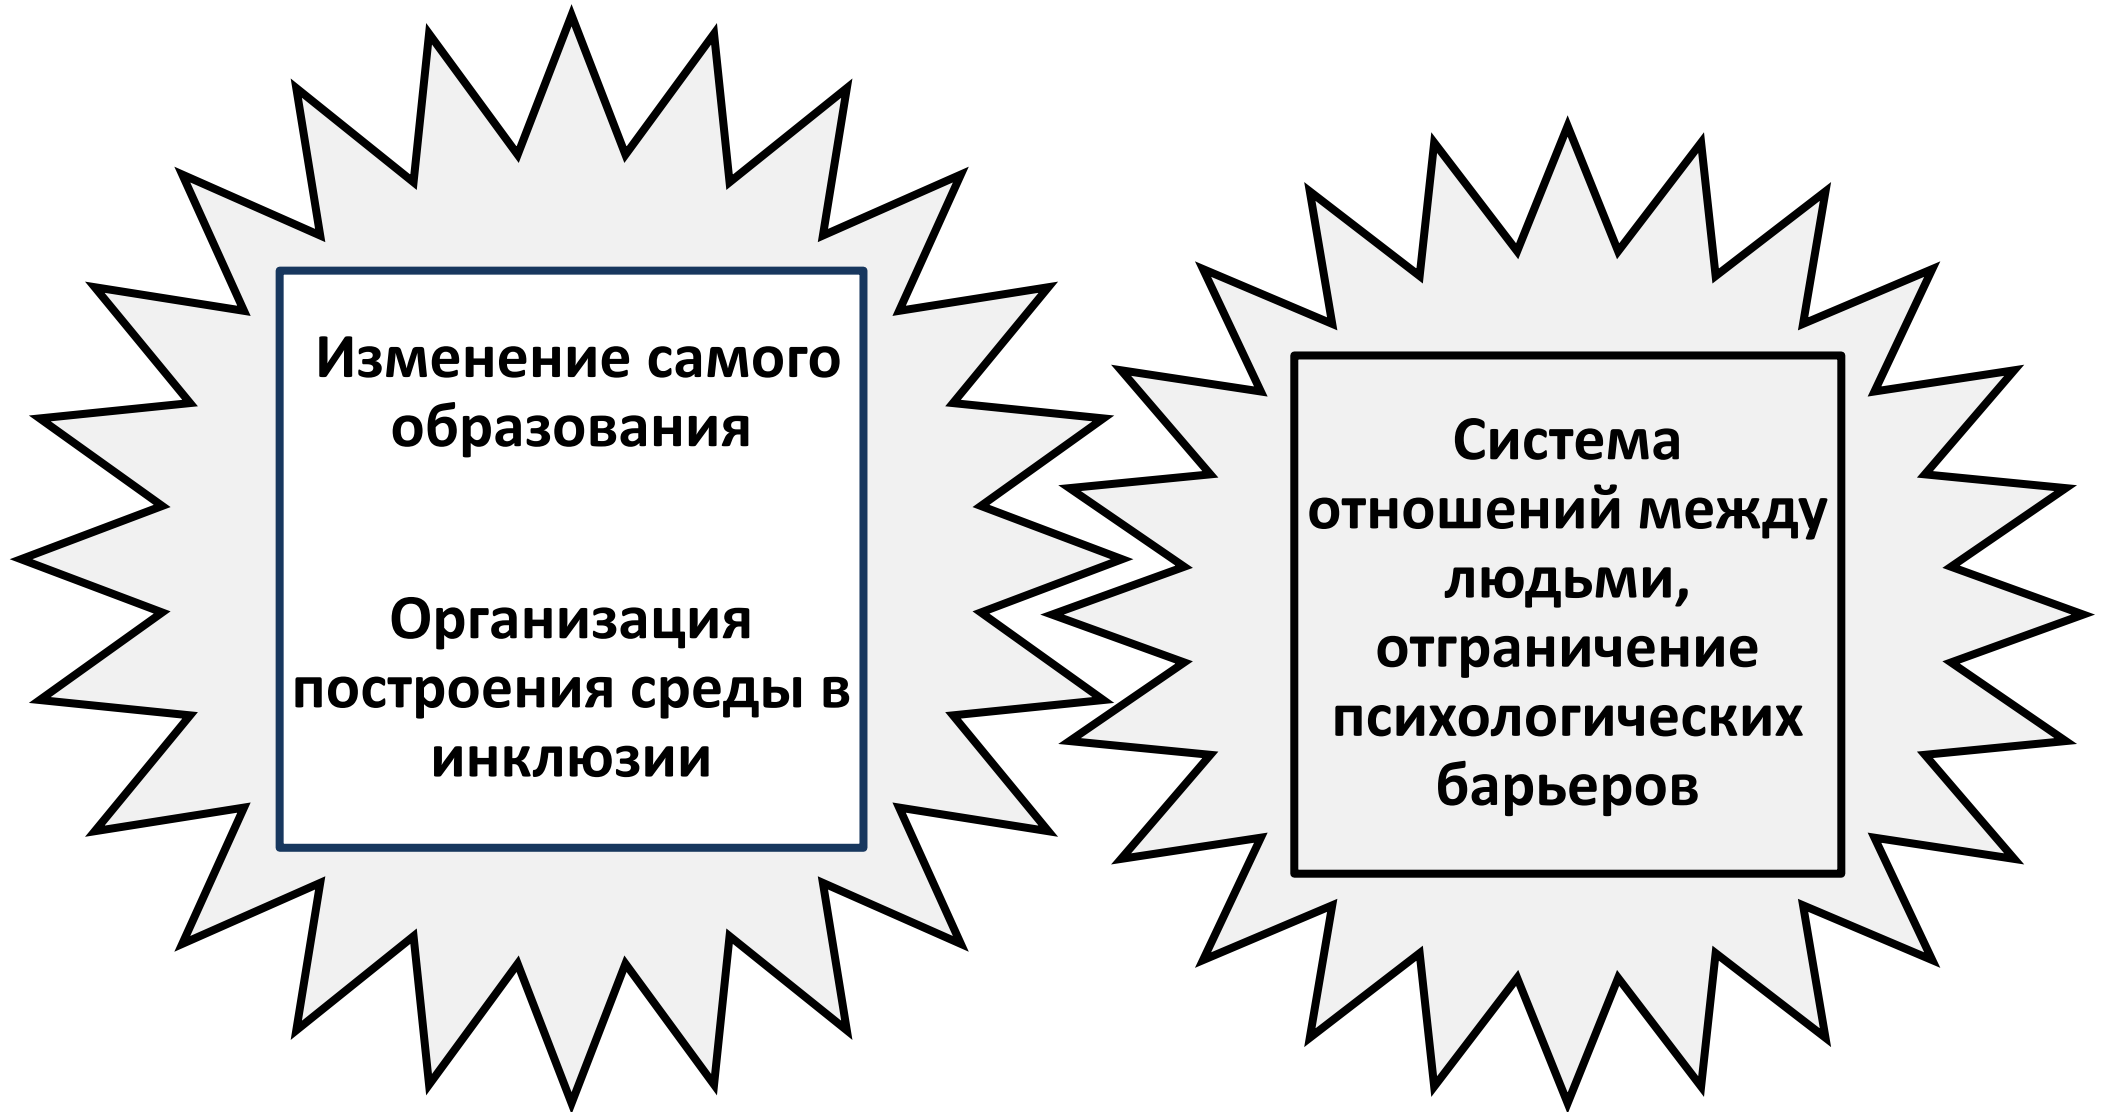 Изменение самого
образования
Организация
построения среды в
инклюзии
Система
отношений между
людьми,
отграничение
психологических
барьеров